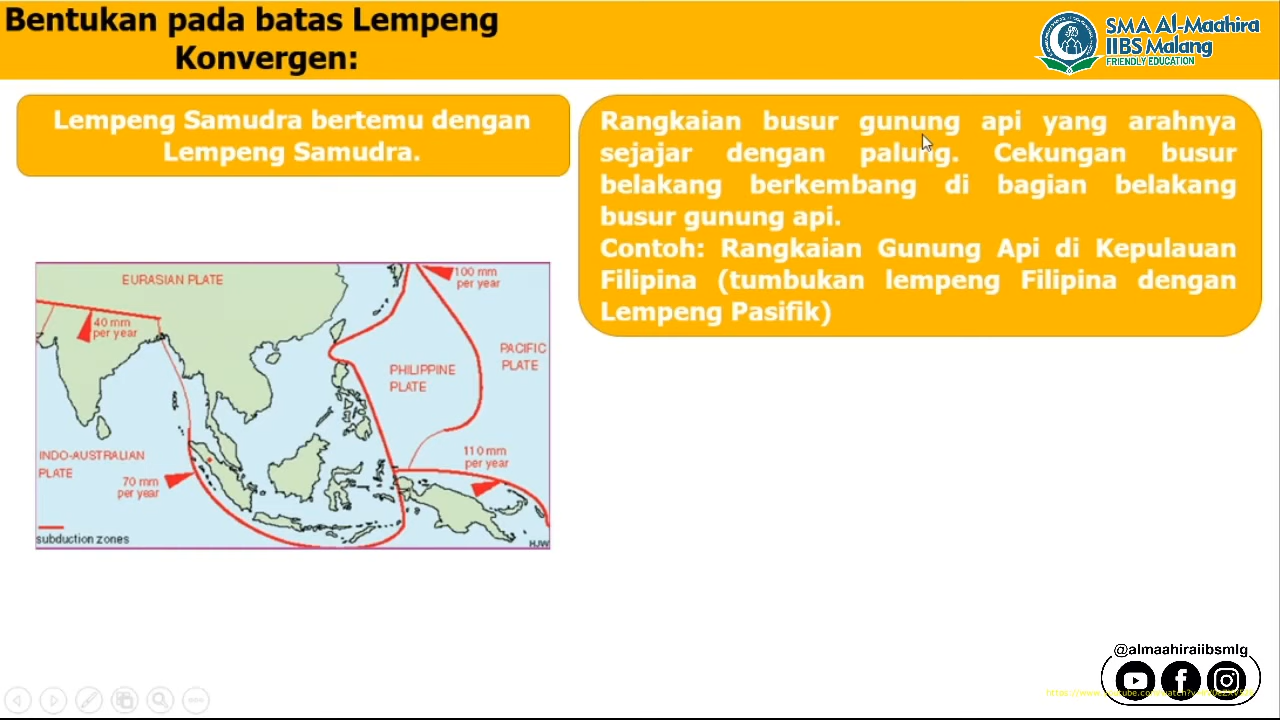 Bentukan pada batas Lempeng
Konvergen:
SMA Al-Maahira
IIBS Malang
FRIENDLY EDUCATION
Lempeng Samudra bertemu dengan
Lempeng Samudra.
Rangkaian busur gunung api yang arahnya
sejajar dengan palung. Cekungan busur
belakang berkembang di bagian belakang
busur gunung api.
Contoh: Rangkaian Gunung Api di Kepulauan
Filipina (tumbukan lempeng Filipina dengan
Lempeng Pasifik)
EURASIAN PLATE
100 mm
per year
40 mm
per year
PACIFIC
PLATE
PHILIPPINE
PLATE
INDO-AUSTRALIAN
PLATE
110 mm
per year
70 mm
per year
subduction zones
HJW
@almaahiraiibsmlg